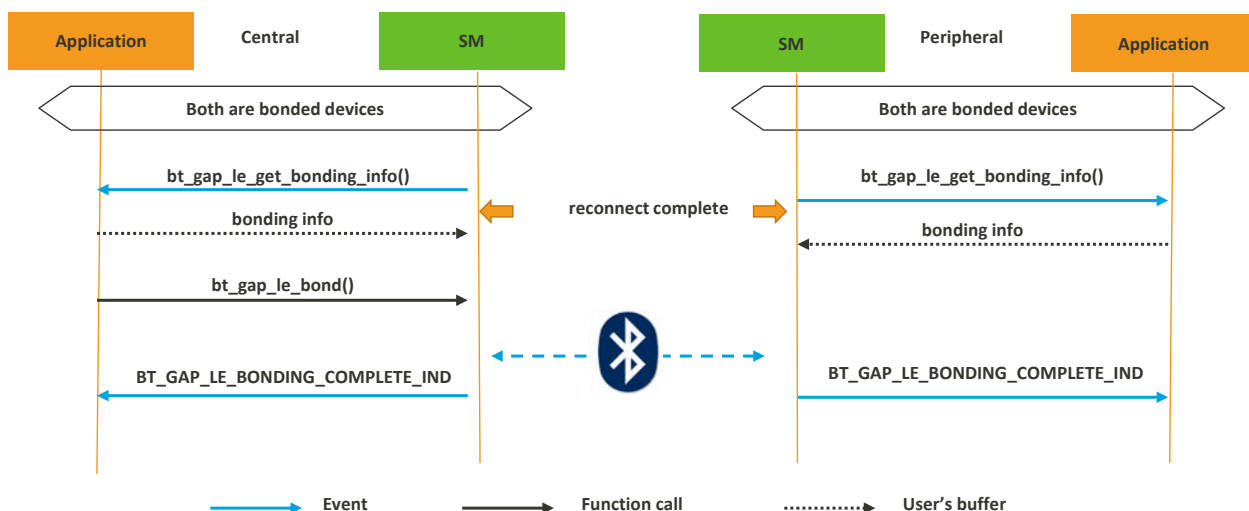 Application
Central
SM
SM
Peripheral
Application
Both are bonded devices
Both are bonded devices
bt_gap_le_get_bonding_info()
bt_gap_le_get_bonding_info()
reconnect complete
bonding info
bonding info
bt_gap_le_bond()
BT_GAP_LE_BONDING_COMPLETE_IND
BT_GAP_LE_BONDING_COMPLETE_IND
Event
Function call
User's buffer